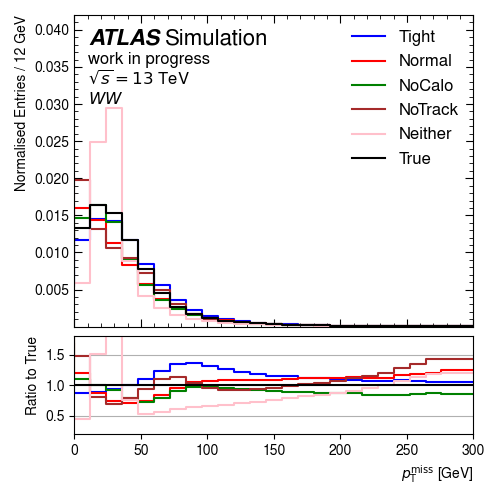 ATLAS Simulation
work in progress
√s = 13 TeV
WW
Tight
Normal
NoCalo
NoTrack
Neither
True
Normalised Entries / 12 GeV
0.040
0.035
0.030
0.025
0.020
0.015
0.010
0.005
Ratio to True
1.5
1.0
0.5
0 50 100 150 200 250 300
p_T^miss [GeV]